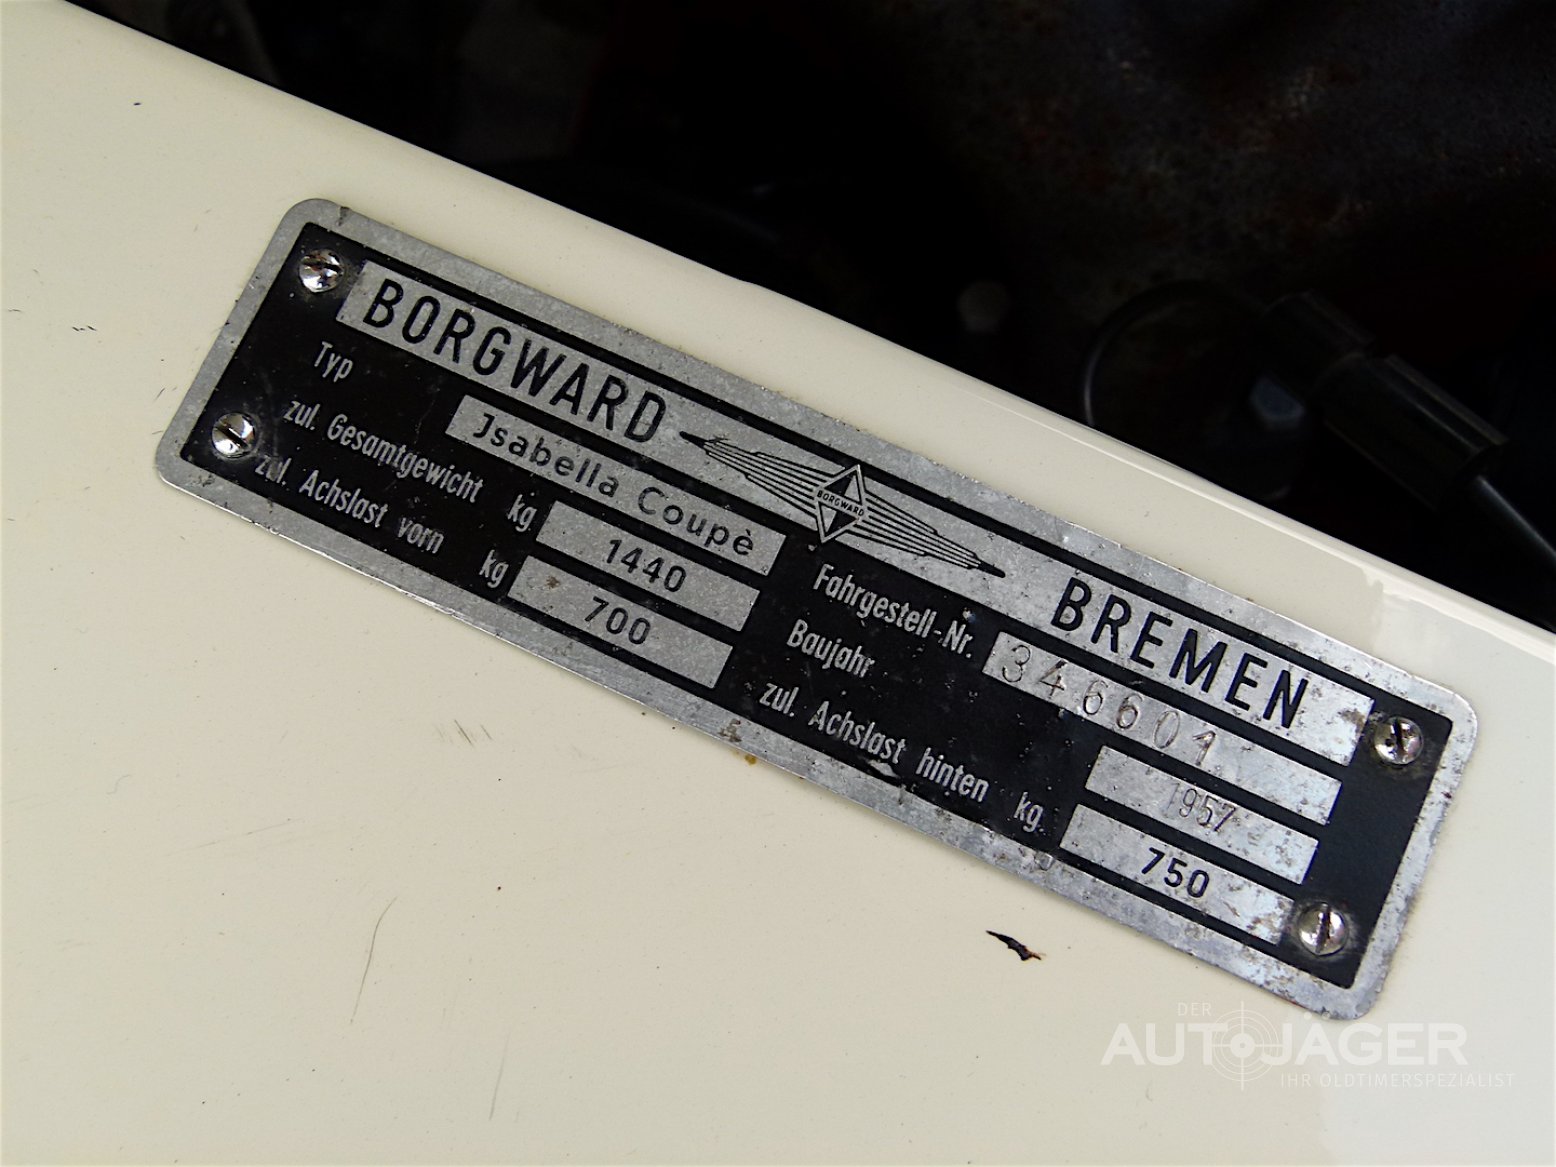 BORGWARD BORGWARD BREMEN
Typ Jsabella Coupè
zul. Gesamtgewicht kg 1440
zul. Achslast vorn kg 700
Fahrgestell-Nr. 346601
Baujahr 1957
zul. Achslast hinten kg 750
DER
AUTOJÄGER
IHR OLDTIMERSPEZIALIST